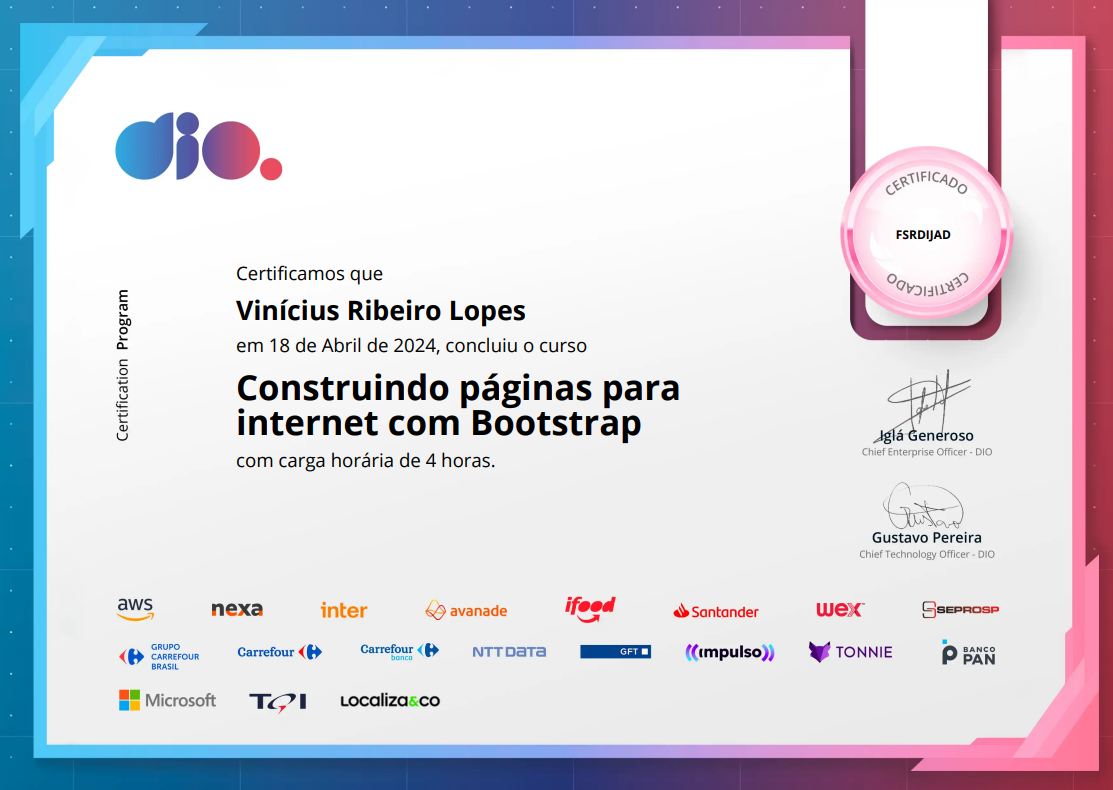 dio.
CERTIFICADO
FSRDIJAD
CERTIFICADO
Certification Program
Certificamos que
Vinícius Ribeiro Lopes
em 18 de Abril de 2024, concluiu o curso
Construindo páginas para
internet com Bootstrap
com carga horária de 4 horas.
Iglá Generoso
Chief Enterprise Officer - DIO
Gustavo Pereira
Chief Technology Officer - DIO
aws nexa inter avanade ifood Santander wex SEPROSP
GRUPO
CARREFOUR
BRASIL
Carrefour
Carrefour
banco
NTT DATA
GFT
impulso
TONNIE
BANCO
PAN
Microsoft TQI Localiza&CO